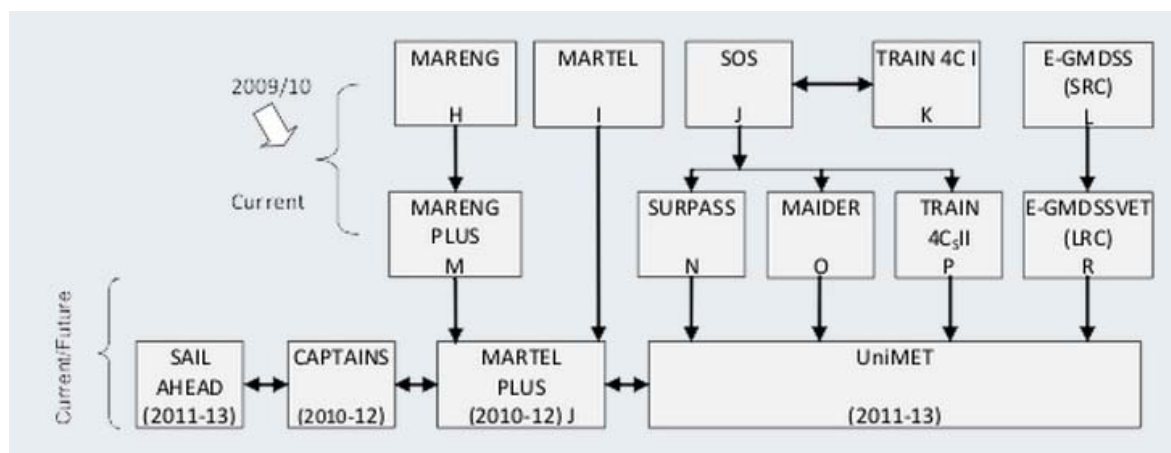 2009/10
MARENG
H
MARTEL
I
SOS
J
TRAIN 4C I
K
E-GMDSS
(SRC)
L
Current
MARENG
PLUS
M
SURPASS
N
MAIDER
O
TRAIN
4CsII
P
E-GMDSSVET
(LRC)
R
Current/Future
SAIL
AHEAD
(2011-13)
CAPTAINS
(2010-12)
MARTEL
PLUS
(2010-12) J
UniMET
(2011-13)